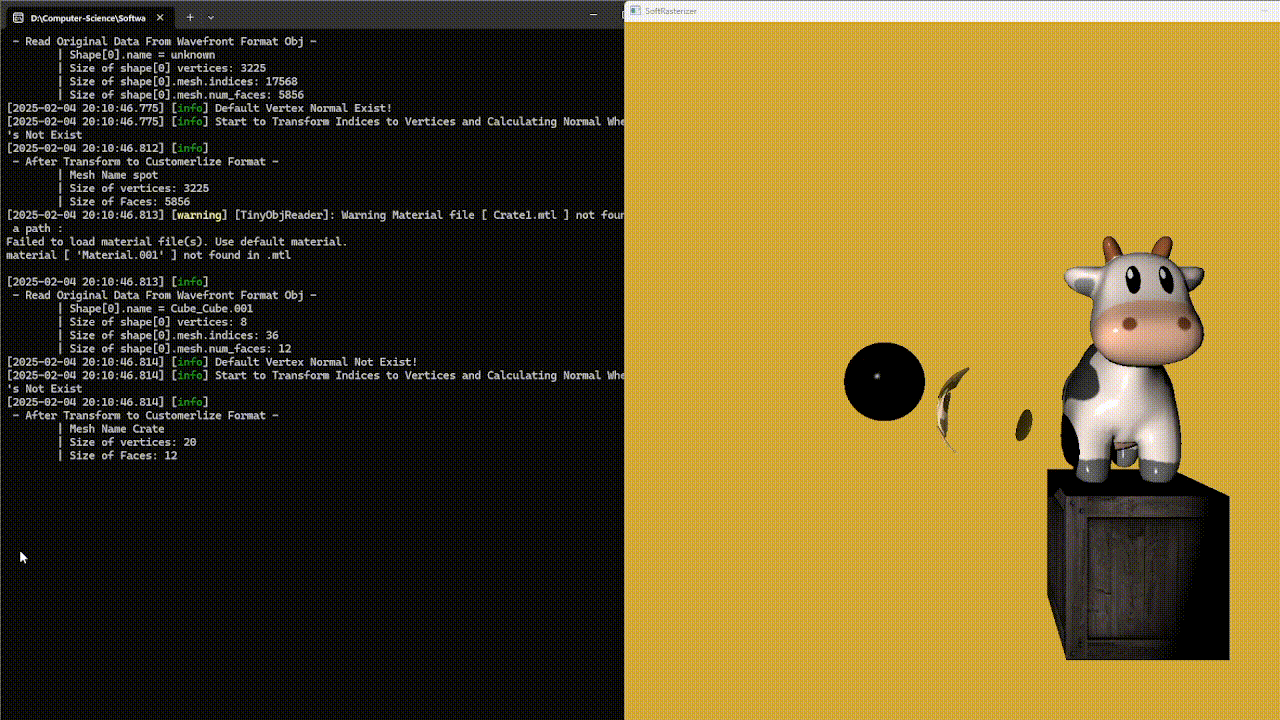 D:\Computer-Science\Softwa
SoftRasterizer
- Read Original Data From Wavefront Format Obj -
| Shape[0].name = unknown
| Size of shape[0] vertices: 3225
| Size of shape[0].mesh.indices: 17568
| Size of shape[0].mesh.num_faces: 5856
[2025-02-04 20:10:46.775] [info] Default Vertex Normal Exist!
[2025-02-04 20:10:46.775] [info] Start to Transform Indices to Vertices and Calculating Normal Whe
's Not Exist
[2025-02-04 20:10:46.812] [info]
- After Transform to Customerlize Format -
| Mesh Name spot
| Size of vertices: 3225
| Size of Faces: 5856
[2025-02-04 20:10:46.813] [warning] [TinyObjReader]: Warning Material file [ Crate1.mtl ] not foun
a path :
Failed to load material file(s). Use default material.
material [ 'Material.001' ] not found in .mtl
[2025-02-04 20:10:46.813] [info]
- Read Original Data From Wavefront Format Obj -
| Shape[0].name = Cube_Cube.001
| Size of shape[0] vertices: 8
| Size of shape[0].mesh.indices: 36
| Size of shape[0].mesh.num_faces: 12
[2025-02-04 20:10:46.814] [info] Default Vertex Normal Not Exist!
[2025-02-04 20:10:46.814] [info] Start to Transform Indices to Vertices and Calculating Normal Whe
's Not Exist
[2025-02-04 20:10:46.814] [info]
- After Transform to Customerlize Format -
| Mesh Name Crate
| Size of vertices: 20
| Size of Faces: 12